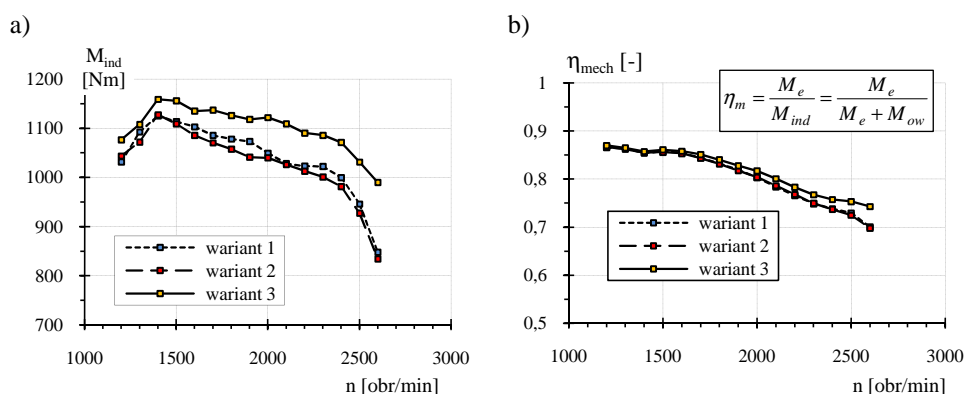 a)
M_ind
[Nm]
1200
1100
1000
900
800
700
1000 1500 2000 2500 3000
n [obr/min]
wariant 1
wariant 2
wariant 3
b)
η_mech [-]
1
0,9
0,8
0,7
0,6
0,5
1000 1500 2000 2500 3000
n [obr/min]
η_m = M_e / M_ind = M_e / (M_e + M_ow)
wariant 1
wariant 2
wariant 3